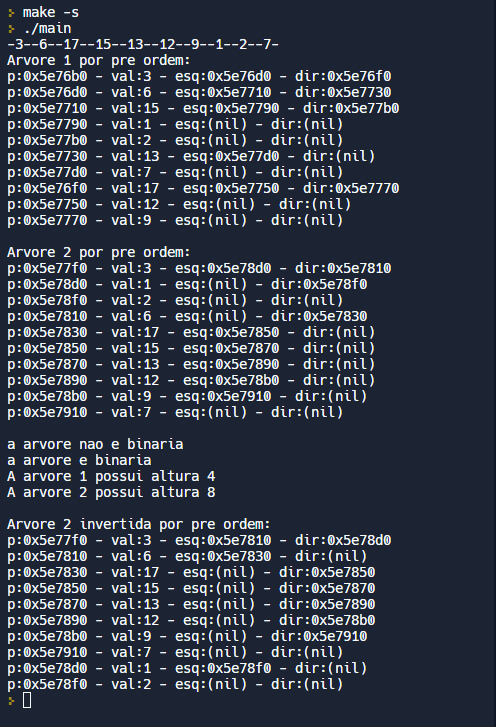 > make -s
> ./main
-3--6--17--15--13--12--9--1--2--7-
Arvore 1 por pre ordem:
p:0x5e76b0 - val:3 - esq:0x5e76d0 - dir:0x5e76f0
p:0x5e76d0 - val:6 - esq:0x5e7710 - dir:0x5e7730
p:0x5e7710 - val:15 - esq:0x5e7790 - dir:0x5e77b0
p:0x5e7790 - val:1 - esq:(nil) - dir:(nil)
p:0x5e77b0 - val:2 - esq:(nil) - dir:(nil)
p:0x5e7730 - val:13 - esq:0x5e77d0 - dir:(nil)
p:0x5e77d0 - val:7 - esq:(nil) - dir:(nil)
p:0x5e76f0 - val:17 - esq:0x5e7750 - dir:0x5e7770
p:0x5e7750 - val:12 - esq:(nil) - dir:(nil)
p:0x5e7770 - val:9 - esq:(nil) - dir:(nil)
Arvore 2 por pre ordem:
p:0x5e77f0 - val:3 - esq:0x5e78d0 - dir:0x5e7810
p:0x5e78d0 - val:1 - esq:(nil) - dir:0x5e78f0
p:0x5e78f0 - val:2 - esq:(nil) - dir:(nil)
p:0x5e7810 - val:6 - esq:(nil) - dir:0x5e7830
p:0x5e7830 - val:17 - esq:0x5e7850 - dir:(nil)
p:0x5e7850 - val:15 - esq:0x5e7870 - dir:(nil)
p:0x5e7870 - val:13 - esq:0x5e7890 - dir:(nil)
p:0x5e7890 - val:12 - esq:0x5e78b0 - dir:(nil)
p:0x5e78b0 - val:9 - esq:0x5e7910 - dir:(nil)
p:0x5e7910 - val:7 - esq:(nil) - dir:(nil)
a arvore nao e binaria
a arvore e binaria
A arvore 1 possui altura 4
A arvore 2 possui altura 8
Arvore 2 invertida por pre ordem:
p:0x5e77f0 - val:3 - esq:0x5e7810 - dir:0x5e78d0
p:0x5e7810 - val:6 - esq:0x5e7830 - dir:(nil)
p:0x5e7830 - val:17 - esq:(nil) - dir:0x5e7850
p:0x5e7850 - val:15 - esq:(nil) - dir:0x5e7870
p:0x5e7870 - val:13 - esq:(nil) - dir:0x5e7890
p:0x5e7890 - val:12 - esq:(nil) - dir:0x5e78b0
p:0x5e78b0 - val:9 - esq:(nil) - dir:0x5e7910
p:0x5e7910 - val:7 - esq:(nil) - dir:(nil)
p:0x5e78d0 - val:1 - esq:0x5e78f0 - dir:(nil)
p:0x5e78f0 - val:2 - esq:(nil) - dir:(nil)
>